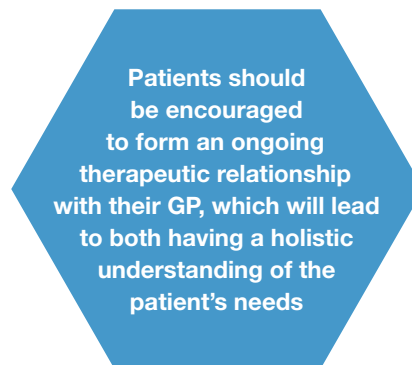 Patients should
be encouraged
to form an ongoing
therapeutic relationship
with their GP, which will lead
to both having a holistic
understanding of the
patient’s needs